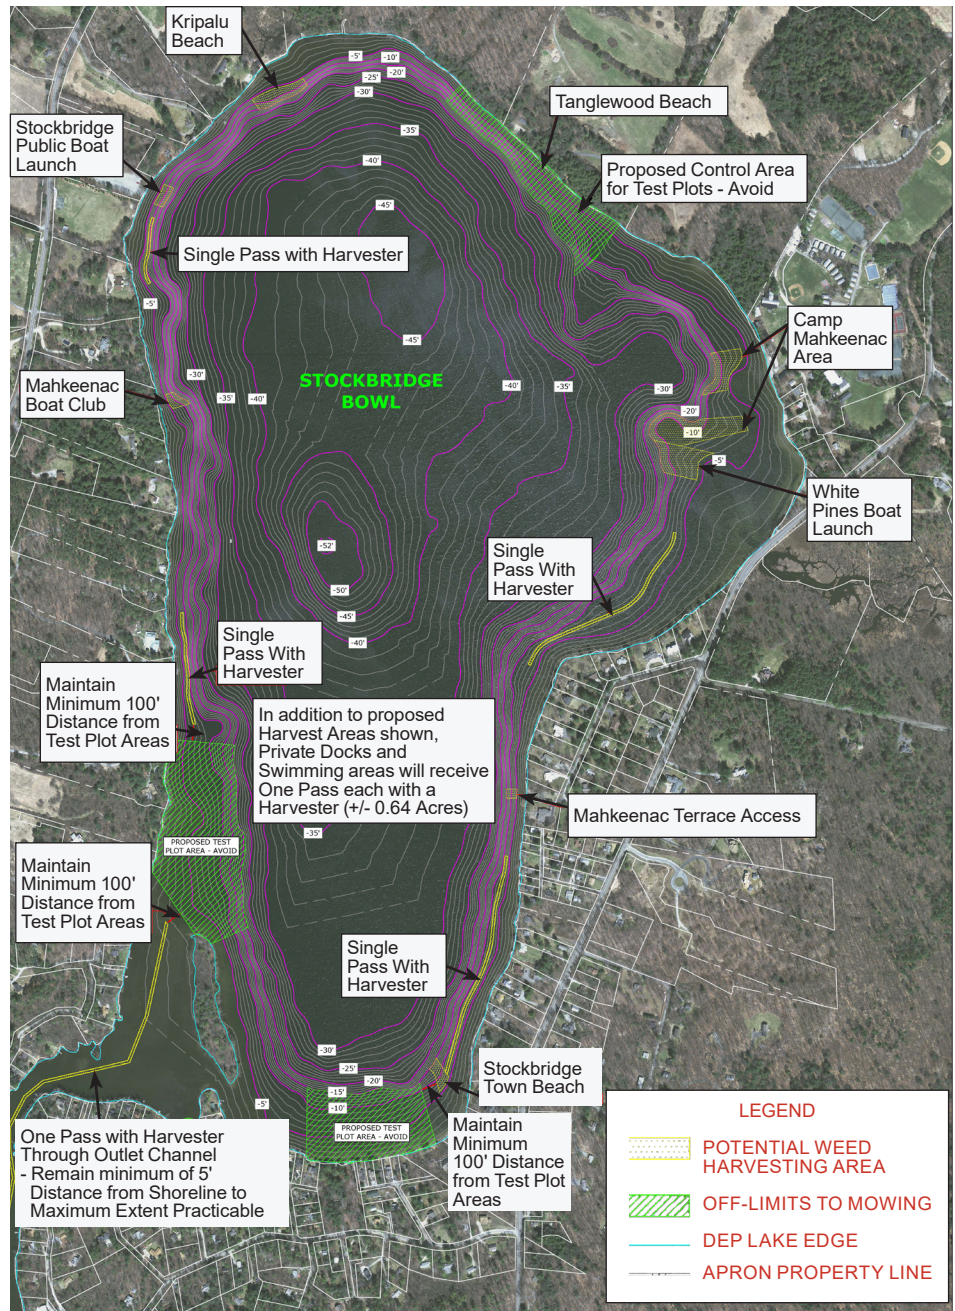 Kripalu
Beach
-5'
-10'
-20'
-25'
-30'
Tanglewood Beach
Stockbridge
Public Boat
Launch
-35'
-40'
Proposed Control Area
for Test Plots - Avoid
-45'
Single Pass with Harvester
-5'
Camp
Mahkeenac
Area
-45'
-30'
STOCKBRIDGE
BOWL
-40'
-35'
-30'
Mahkeenac
Boat Club
-35'
-40'
-20'
-10'
-5'
White
Pines Boat
Launch
-52'
-50'
-45'
-40'
Single
Pass With
Harvester
Single
Pass With
Harvester
Maintain
Minimum 100'
Distance from
Test Plot Areas
In addition to proposed
Harvest Areas shown,
Private Docks and
Swimming areas will receive
One Pass each with a
Harvester (+/- 0.64 Acres)
Mahkeenac Terrace Access
-35'
PROPOSED TEST
PLOT AREA - AVOID
Maintain
Minimum 100'
Distance from
Test Plot Areas
Single
Pass With
Harvester
-30'
-25'
-20'
-15'
-10'
-5'
Stockbridge
Town Beach
PROPOSED TEST
PLOT AREA - AVOID
Maintain
Minimum
100' Distance
from Test Plot
Areas
One Pass with Harvester
Through Outlet Channel
- Remain minimum of 5'
Distance from Shoreline to
Maximum Extent Practicable
LEGEND
POTENTIAL WEED
HARVESTING AREA
OFF-LIMITS TO MOWING
DEP LAKE EDGE
APRON PROPERTY LINE